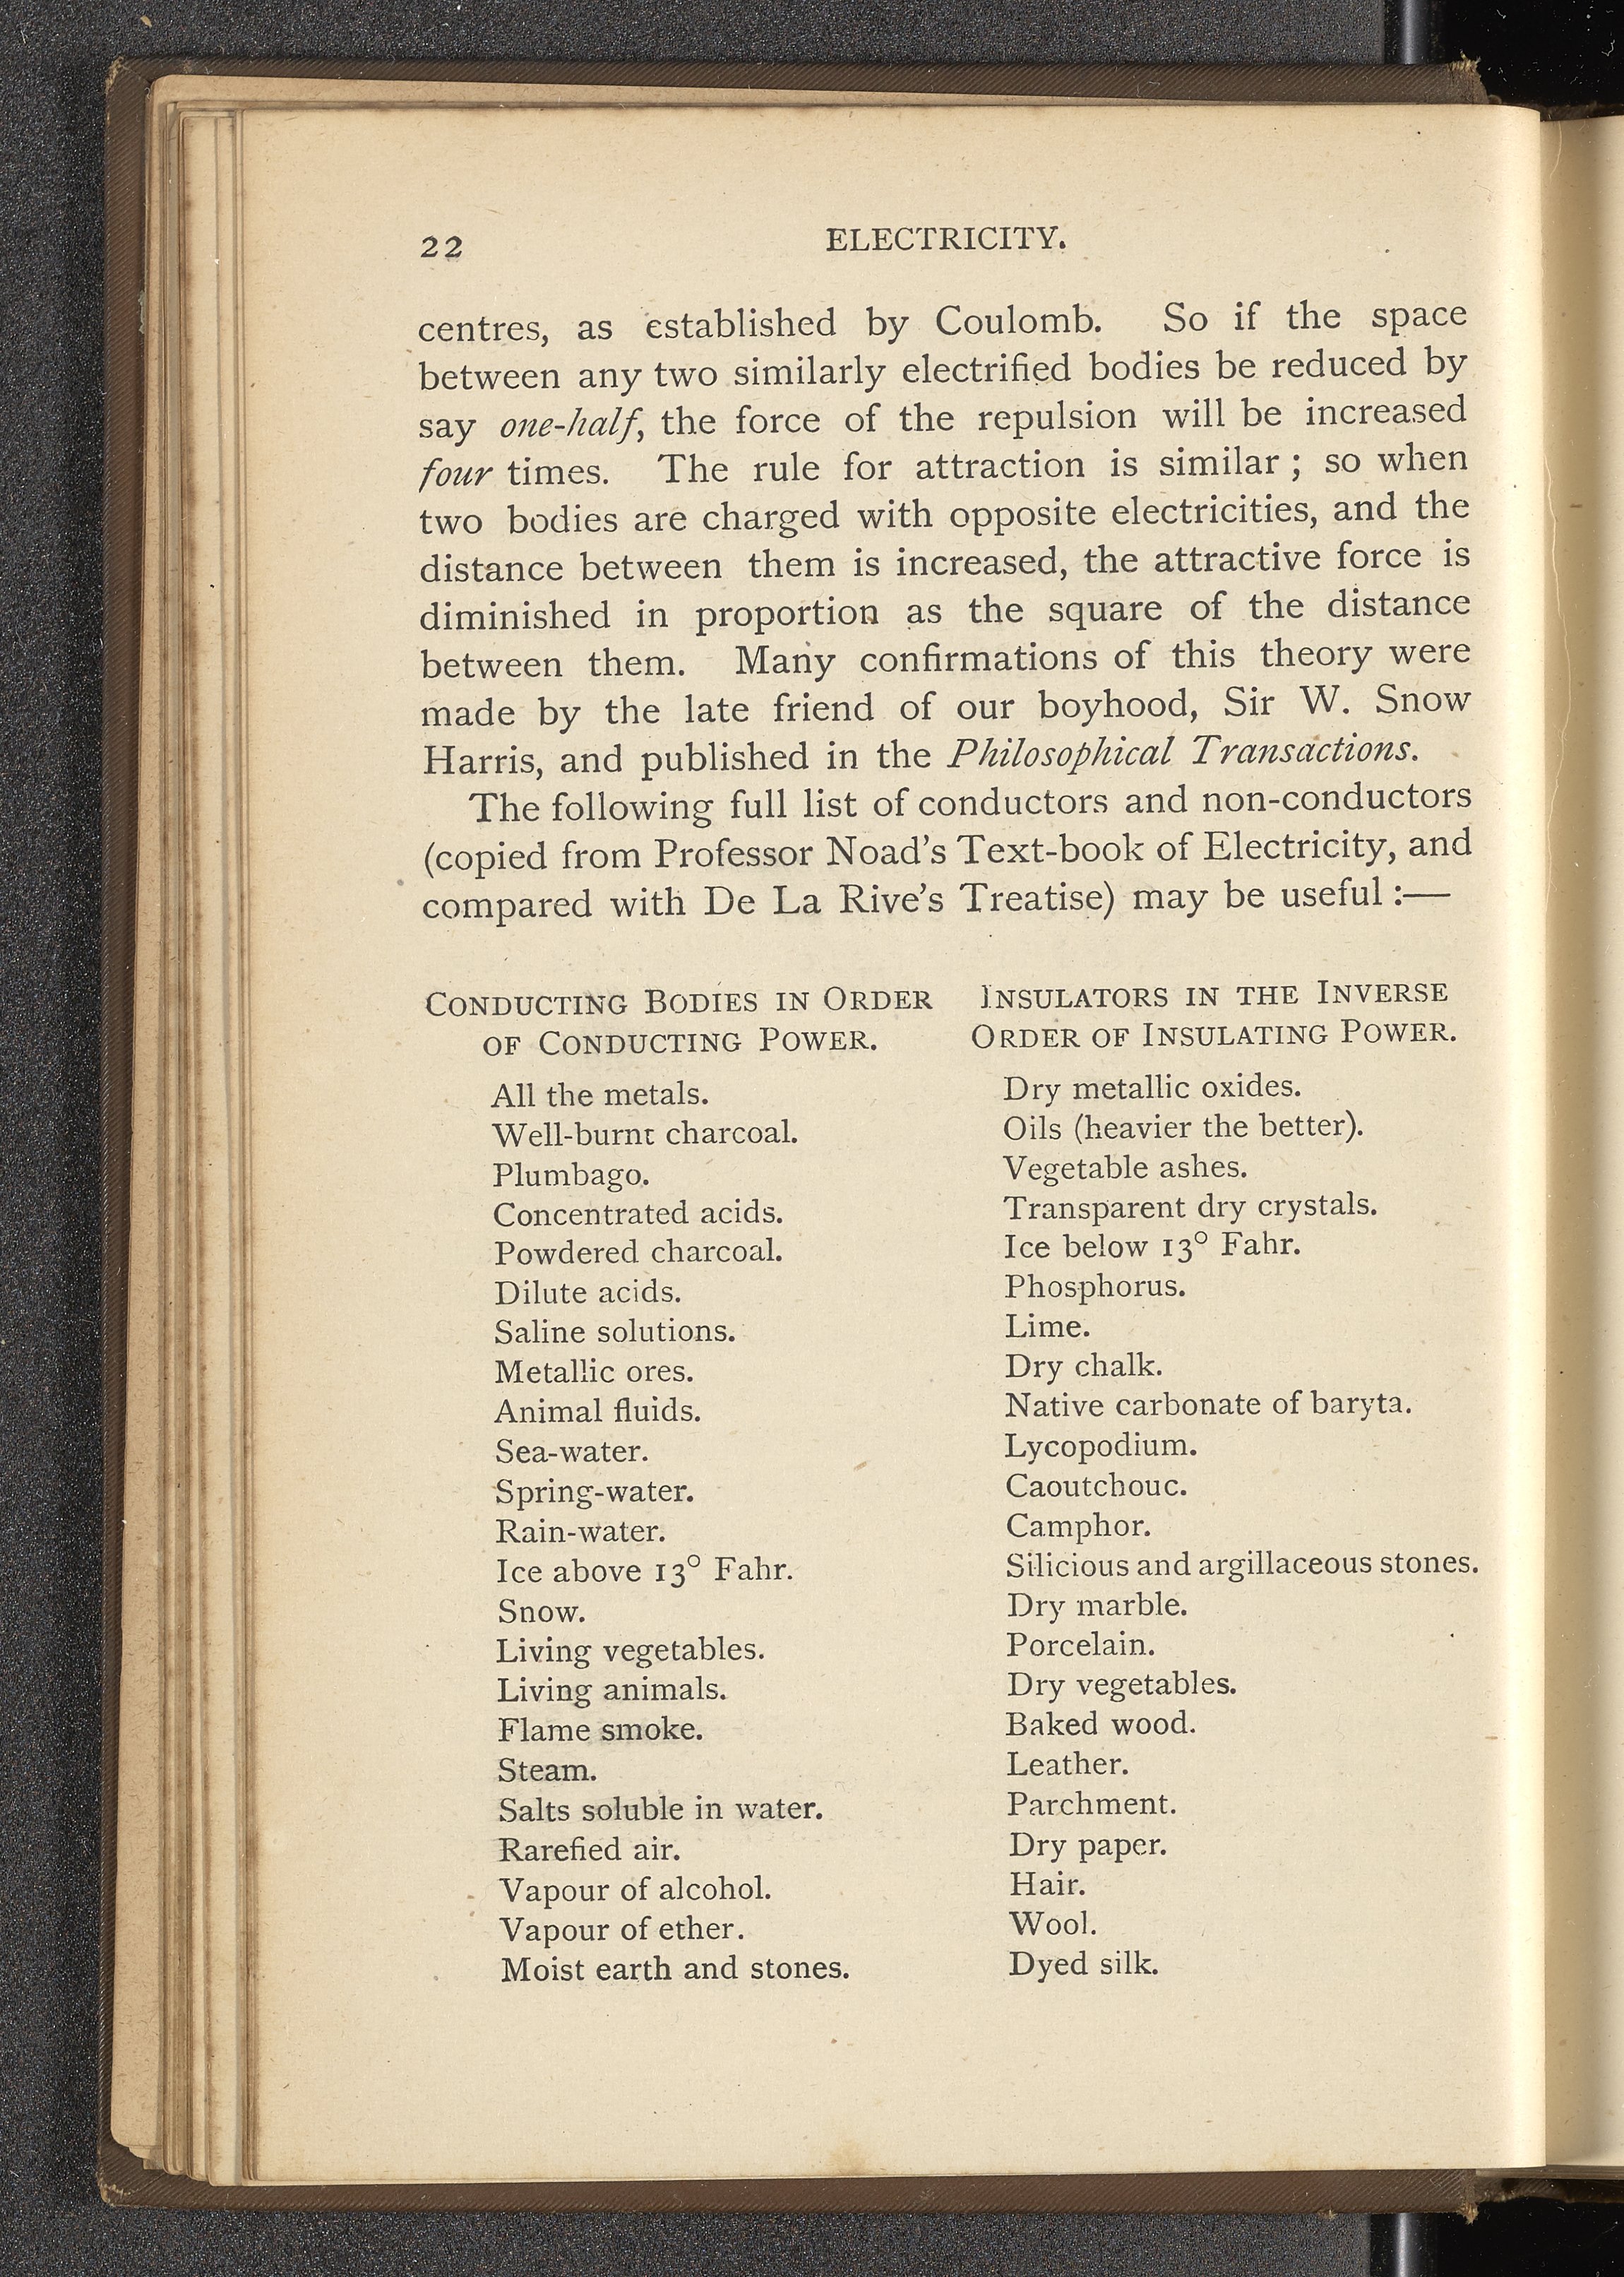 22 ELECTRICITY.
centres, as established by Coulomb. So if the space
between any two similarly electrified bodies be reduced by
say one-half, the force of the repulsion will be increased
four times. The rule for attraction is similar ; so when
two bodies are charged with opposite electricities, and the
distance between them is increased, the attractive force is
diminished in proportion as the square of the distance
between them. Many confirmations of this theory were
made by the late friend of our boyhood, Sir W. Snow
Harris, and published in the Philosophical Transactions.
The following full list of conductors and non-conductors
(copied from Professor Noad's Text-book of Electricity, and
compared with De La Rive's Treatise) may be useful :—
CONDUCTING BODIES IN ORDER
OF CONDUCTING POWER.
All the metals.
Well-burnt charcoal.
Plumbago.
Concentrated acids.
Powdered charcoal.
Dilute acids.
Saline solutions.
Metallic ores.
Animal fluids.
Sea-water.
Spring-water.
Rain-water.
Ice above 13° Fahr.
Snow.
Living vegetables.
Living animals.
Flame smoke.
Steam.
Salts soluble in water.
Rarefied air.
Vapour of alcohol.
Vapour of ether.
Moist earth and stones.
INSULATORS IN THE INVERSE
ORDER OF INSULATING POWER.
Dry metallic oxides.
Oils (heavier the better).
Vegetable ashes.
Transparent dry crystals.
Ice below 13° Fahr.
Phosphorus.
Lime.
Dry chalk.
Native carbonate of baryta.
Lycopodium.
Caoutchouc.
Camphor.
Silicious and argillaceous stones.
Dry marble.
Porcelain.
Dry vegetables.
Baked wood.
Leather.
Parchment.
Dry paper.
Hair.
Wool.
Dyed silk.